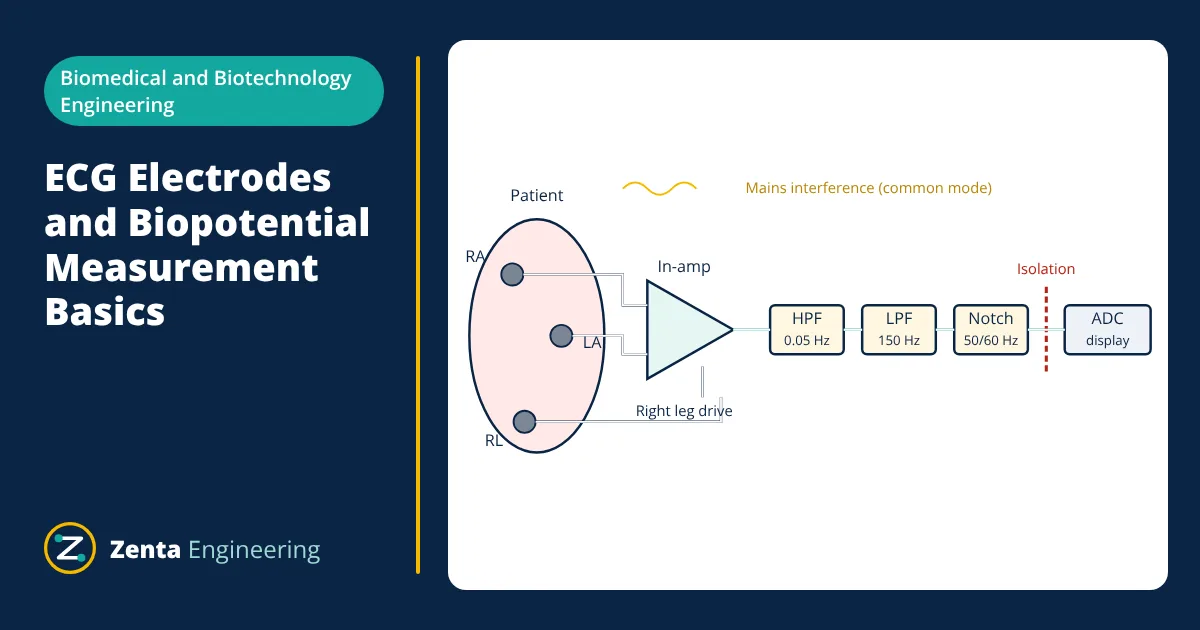 Biomedical and Biotechnology
Engineering
ECG Electrodes
and Biopotential
Measurement
Basics
Zenta Engineering
Patient
Mains interference (common mode)
RA
In-amp
Isolation
HPF
0.05 Hz
LPF
150 Hz
Notch
50/60 Hz
ADC
display
LA
Right leg drive
RL